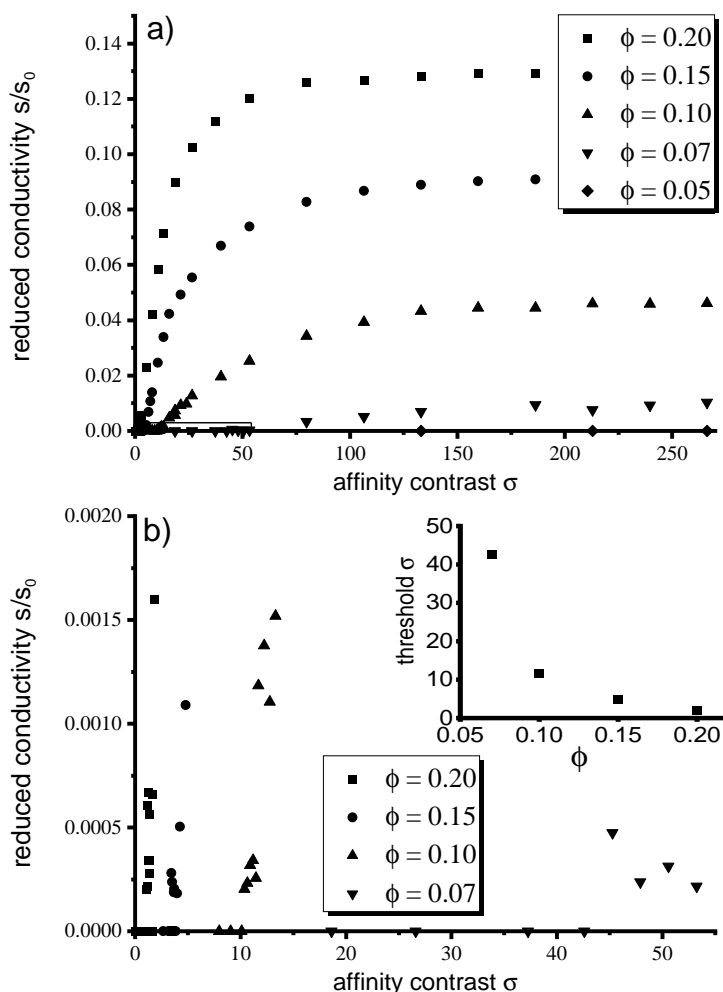 a)
reduced conductivity s/s₀
0.14
0.12
0.10
0.08
0.06
0.04
0.02
0.00
0 50 100 150 200 250
affinity contrast σ
ϕ = 0.20
ϕ = 0.15
ϕ = 0.10
ϕ = 0.07
ϕ = 0.05
b)
reduced conductivity s/s₀
0.0020
0.0015
0.0010
0.0005
0.0000
0 10 20 30 40 50
affinity contrast σ
threshold σ
50
40
30
20
10
0
0.05 0.10 0.15 0.20
ϕ
ϕ = 0.20
ϕ = 0.15
ϕ = 0.10
ϕ = 0.07